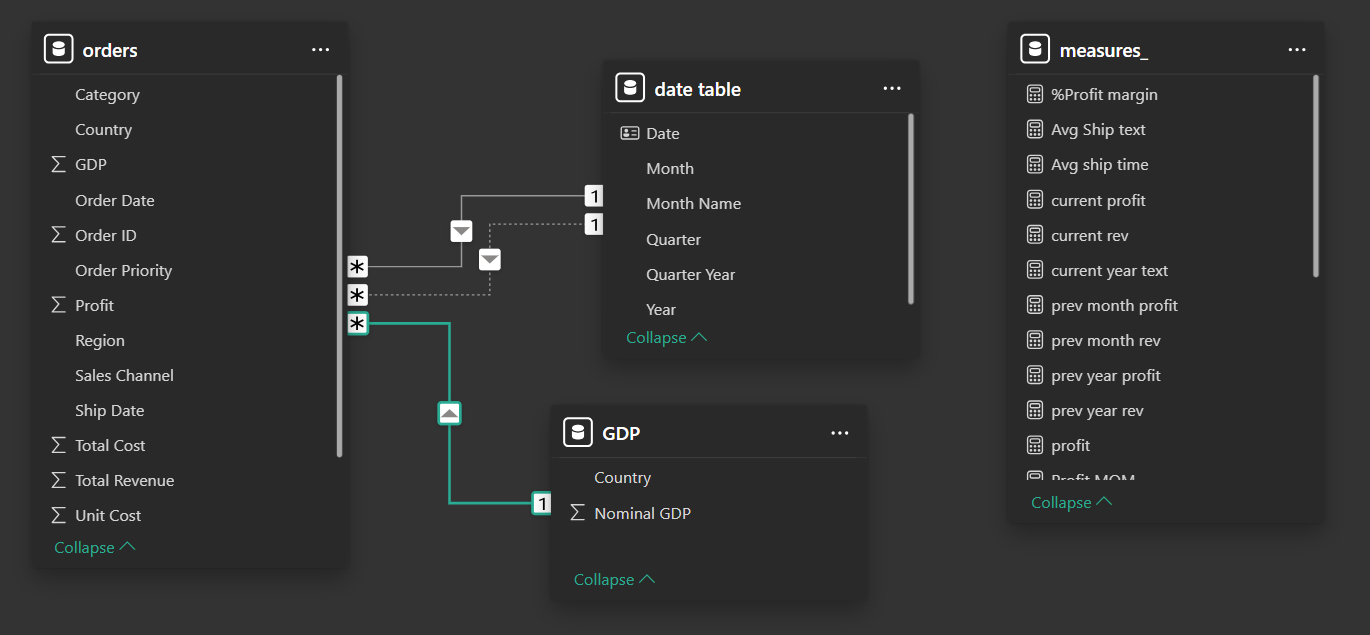 orders
Category
Country
GDP
Order Date
Order ID
Order Priority
Profit
Region
Sales Channel
Ship Date
Total Cost
Total Revenue
Unit Cost
Collapse
*
*
*
1
1
1
date table
Date
Month
Month Name
Quarter
Quarter Year
Year
Collapse
GDP
Country
Nominal GDP
Collapse
measures_
%Profit margin
Avg Ship text
Avg ship time
current profit
current rev
current year text
prev month profit
prev month rev
prev year profit
prev year rev
profit
Profit MOM
Collapse